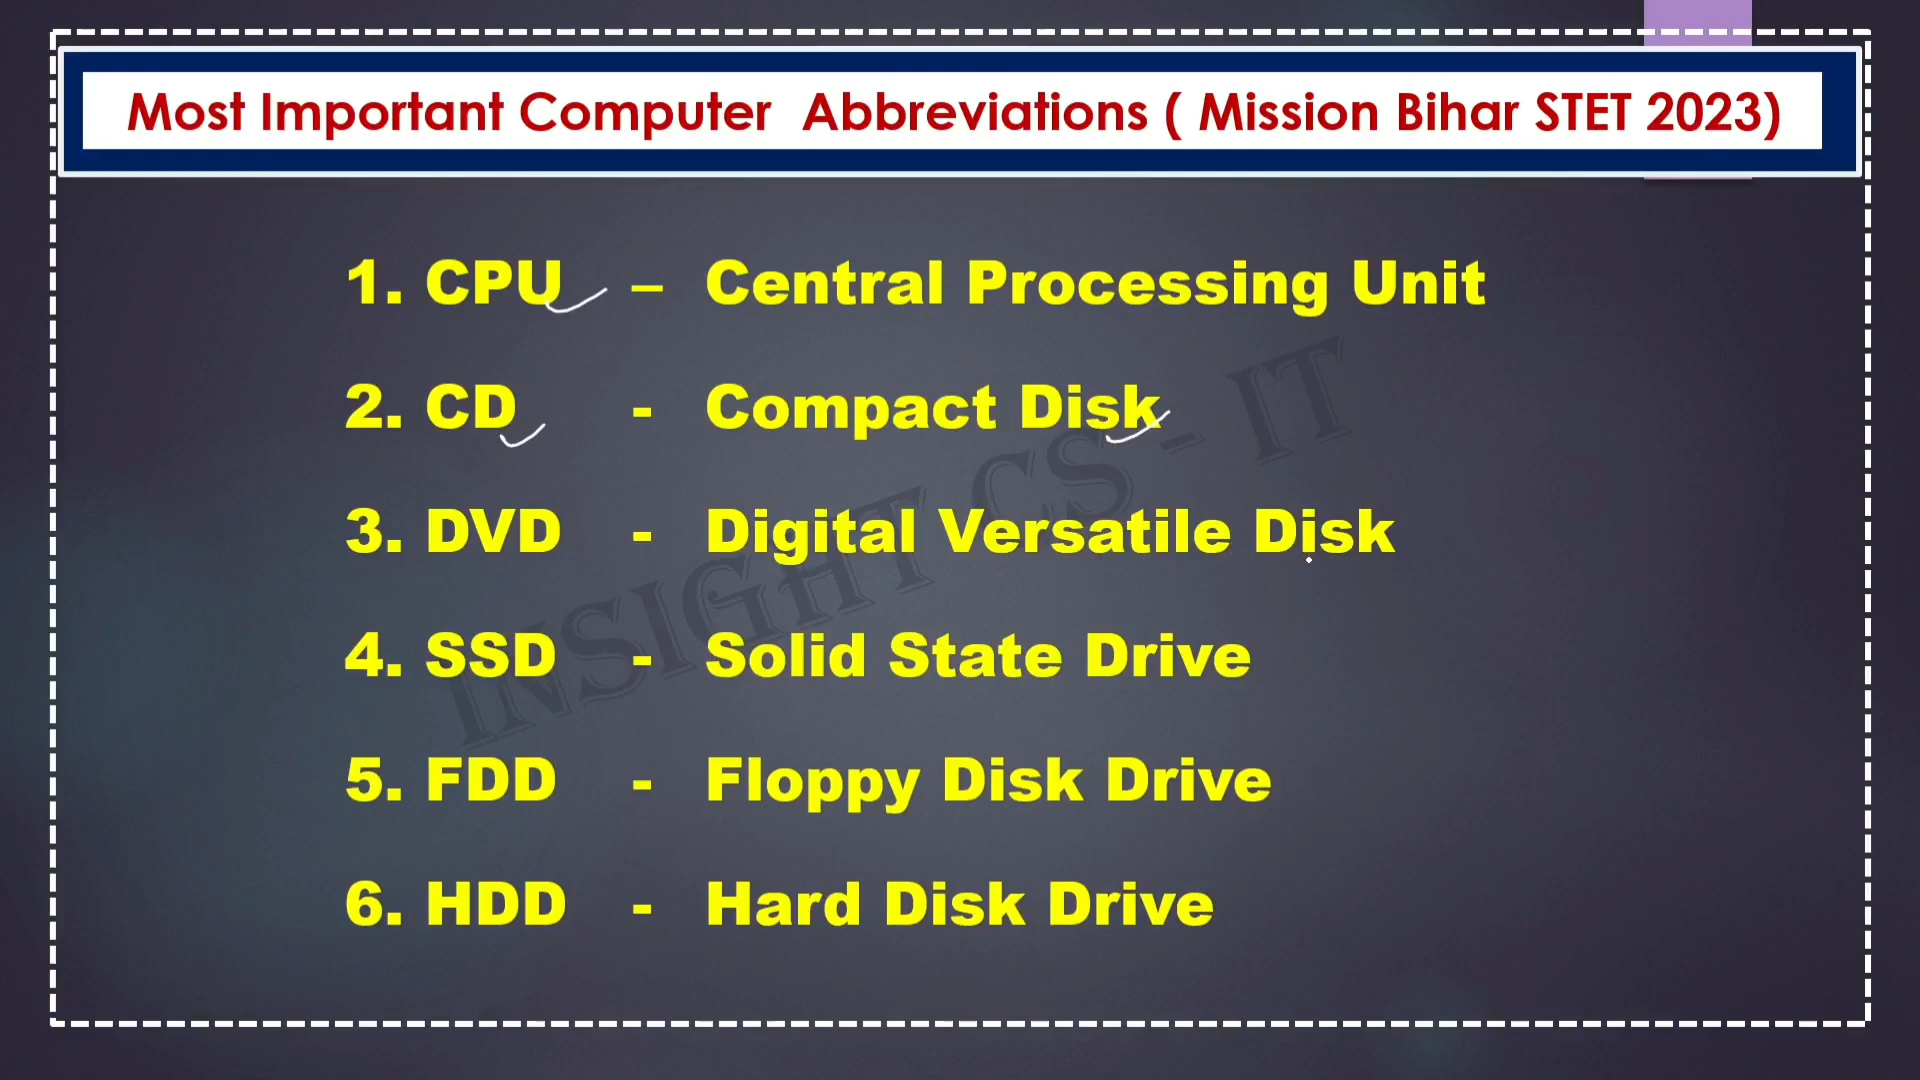 Most Important Computer Abbreviations ( Mission Bihar STET 2023)
1. CPU – Central Processing Unit
2. CD - Compact Disk
3. DVD - Digital Versatile Disk
4. SSD - Solid State Drive
5. FDD - Floppy Disk Drive
6. HDD - Hard Disk Drive
INSIGHT CS - IT